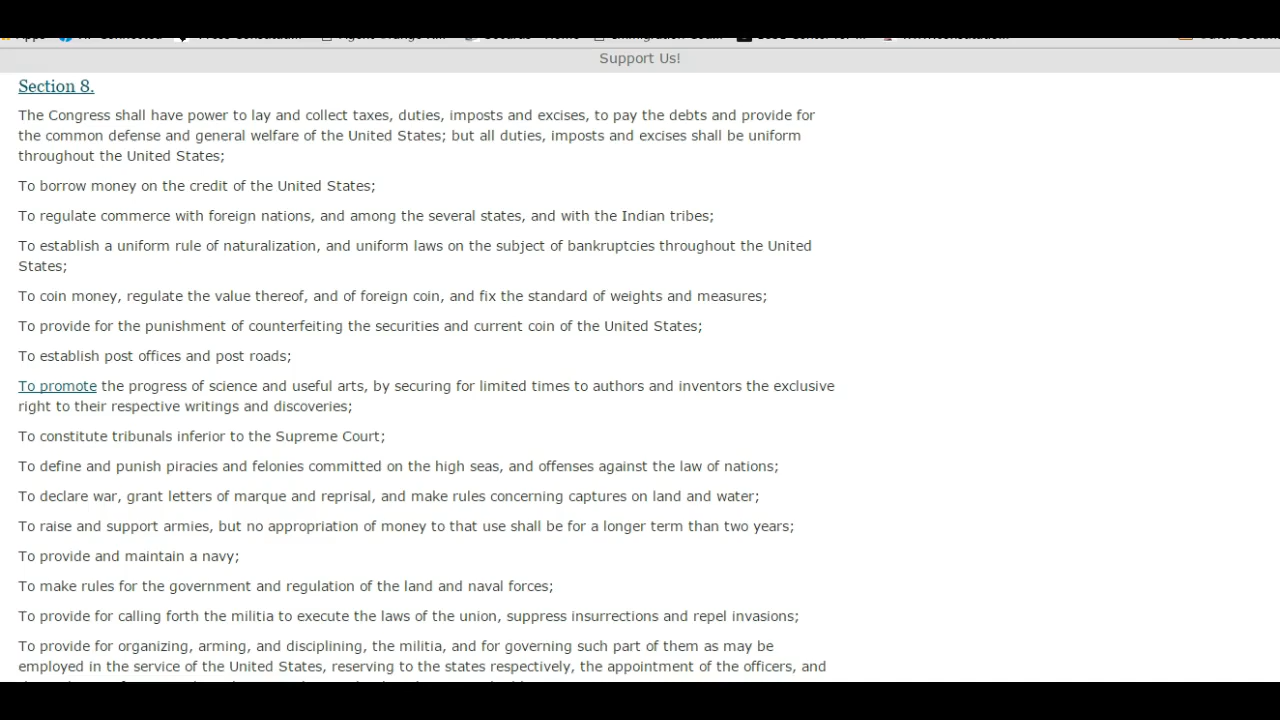 Support Us!
Section 8.
The Congress shall have power to lay and collect taxes, duties, imposts and excises, to pay the debts and provide for
the common defense and general welfare of the United States; but all duties, imposts and excises shall be uniform
throughout the United States;
To borrow money on the credit of the United States;
To regulate commerce with foreign nations, and among the several states, and with the Indian tribes;
To establish a uniform rule of naturalization, and uniform laws on the subject of bankruptcies throughout the United
States;
To coin money, regulate the value thereof, and of foreign coin, and fix the standard of weights and measures;
To provide for the punishment of counterfeiting the securities and current coin of the United States;
To establish post offices and post roads;
To promote the progress of science and useful arts, by securing for limited times to authors and inventors the exclusive
right to their respective writings and discoveries;
To constitute tribunals inferior to the Supreme Court;
To define and punish piracies and felonies committed on the high seas, and offenses against the law of nations;
To declare war, grant letters of marque and reprisal, and make rules concerning captures on land and water;
To raise and support armies, but no appropriation of money to that use shall be for a longer term than two years;
To provide and maintain a navy;
To make rules for the government and regulation of the land and naval forces;
To provide for calling forth the militia to execute the laws of the union, suppress insurrections and repel invasions;
To provide for organizing, arming, and disciplining, the militia, and for governing such part of them as may be
employed in the service of the United States, reserving to the states respectively, the appointment of the officers, and